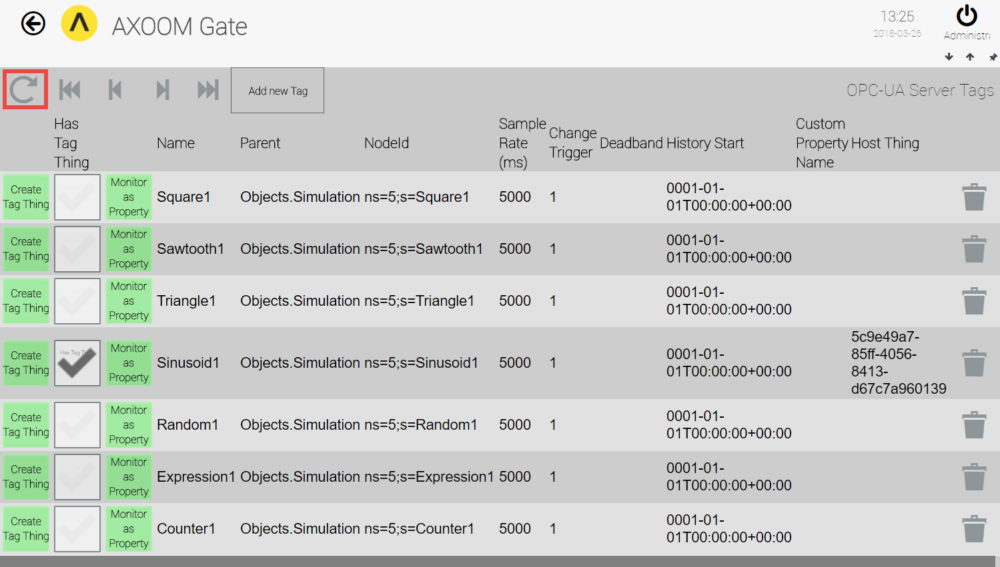 AXOOM Gate
13:25
2018-03-26
Administra
Add new Tag
OPC-UA Server Tags
Has
Tag
Thing
Name
Parent
NodeId
Sample
Rate
(ms)
Change
Trigger
Deadband
History Start
Custom
Property
Name
Host Thing
Create
Tag Thing
Monitor
as
Property
Square1
Objects.Simulation
ns=5;s=Square1
5000
1
0001-01-
01T00:00:00+00:00
Create
Tag Thing
Monitor
as
Property
Sawtooth1
Objects.Simulation
ns=5;s=Sawtooth1
5000
1
0001-01-
01T00:00:00+00:00
Create
Tag Thing
Monitor
as
Property
Triangle1
Objects.Simulation
ns=5;s=Triangle1
5000
1
0001-01-
01T00:00:00+00:00
Create
Tag Thing
Has Tag T
Monitor
as
Property
Sinusoid1
Objects.Simulation
ns=5;s=Sinusoid1
5000
1
0001-01-
01T00:00:00+00:00
5c9e49a7-
85ff-4056-
8413-
d67c7a960139
Create
Tag Thing
Monitor
as
Property
Random1
Objects.Simulation
ns=5;s=Random1
5000
1
0001-01-
01T00:00:00+00:00
Create
Tag Thing
Monitor
as
Property
Expression1
Objects.Simulation
ns=5;s=Expression1
5000
1
0001-01-
01T00:00:00+00:00
Create
Tag Thing
Monitor
as
Property
Counter1
Objects.Simulation
ns=5;s=Counter1
5000
1
0001-01-
01T00:00:00+00:00